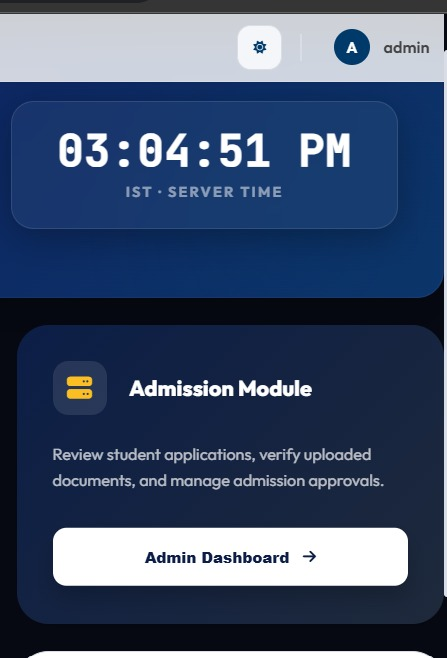 A admin
03:04:51 PM
IST · SERVER TIME
Admission Module
Review student applications, verify uploaded
documents, and manage admission approvals.
Admin Dashboard →